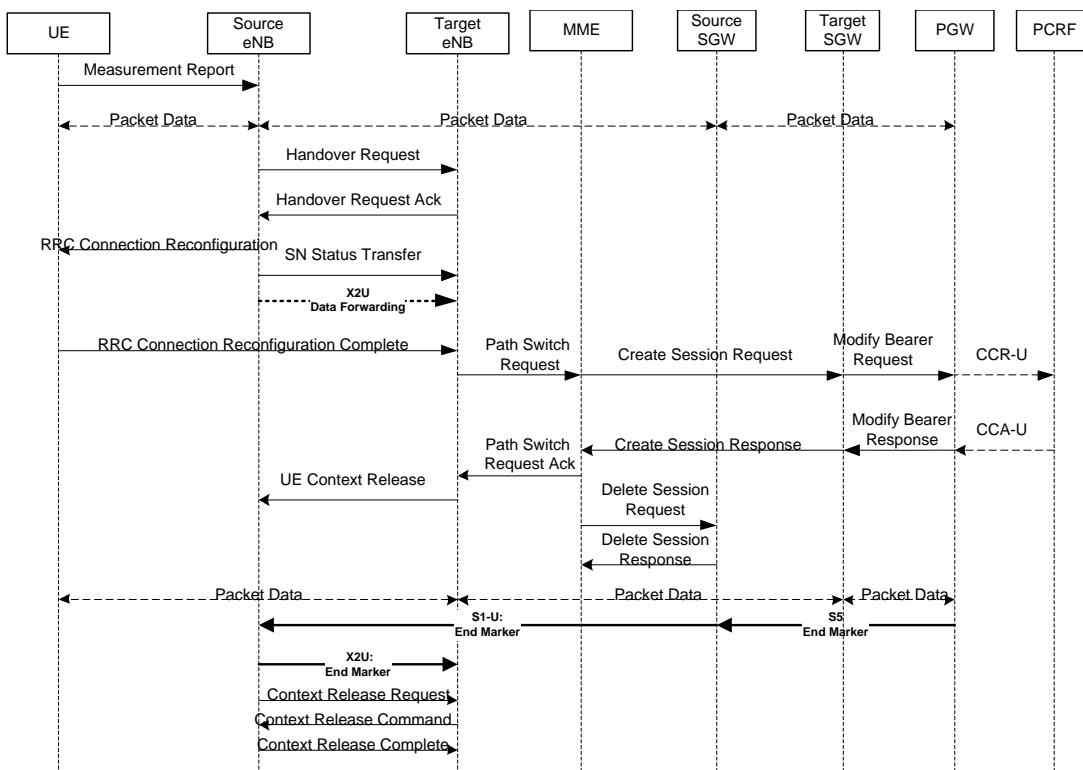 UE
Source
eNB
Target
eNB
MME
Source
SGW
Target
SGW
PGW
PCRF
Measurement Report
Packet Data
Packet Data
Packet Data
Handover Request
Handover Request Ack
RRC Connection Reconfiguration
SN Status Transfer
X2U
Data Forwarding
RRC Connection Reconfiguration Complete
Path Switch
Request
Create Session Request
Modify Bearer
Request
CCR-U
Path Switch
Request Ack
Create Session Response
Modify Bearer
Response
CCA-U
UE Context Release
Delete Session
Request
Delete Session
Response
Packet Data
Packet Data
Packet Data
S1-U:
End Marker
S5
End Marker
X2U:
End Marker
Context Release Request
Context Release Command
Context Release Complete